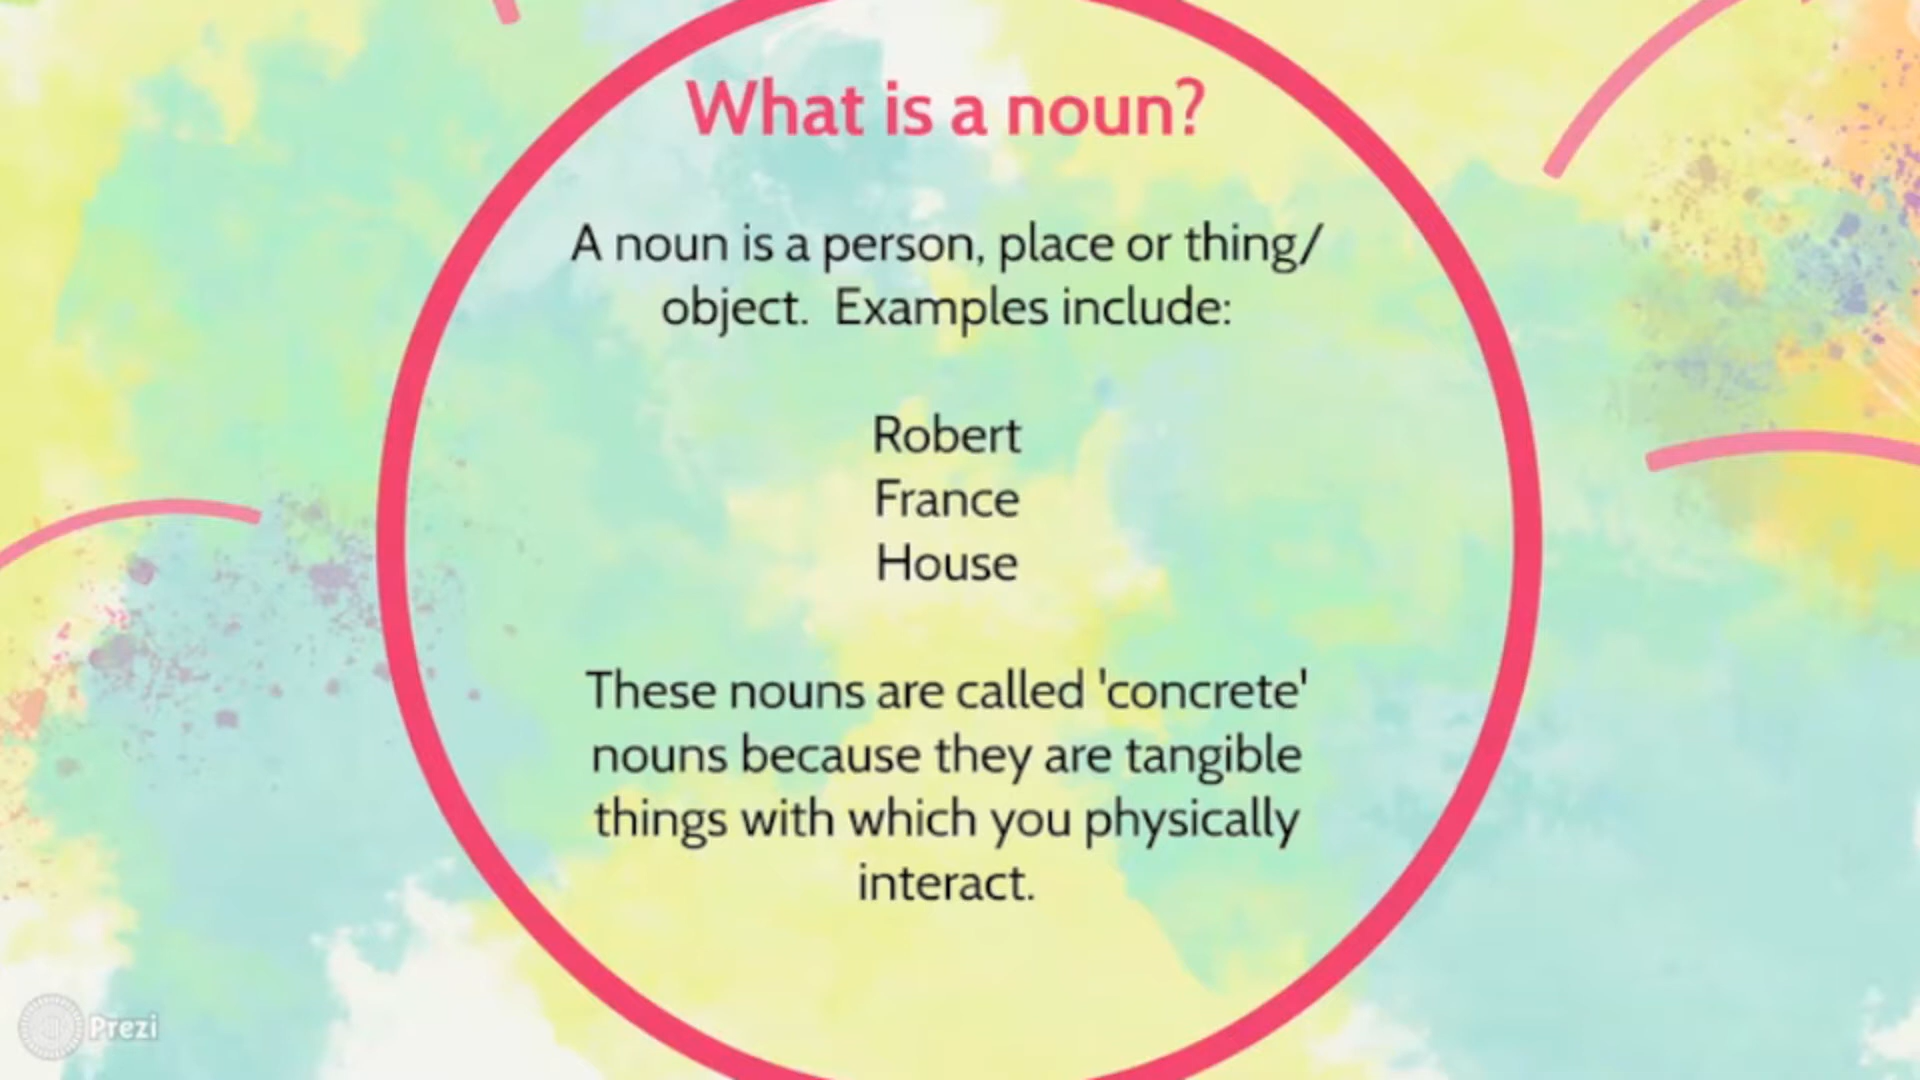 What is a noun?
A noun is a person, place or thing/
object.  Examples include:
Robert
France
House
These nouns are called 'concrete'
nouns because they are tangible
things with which you physically
interact.
Prezi